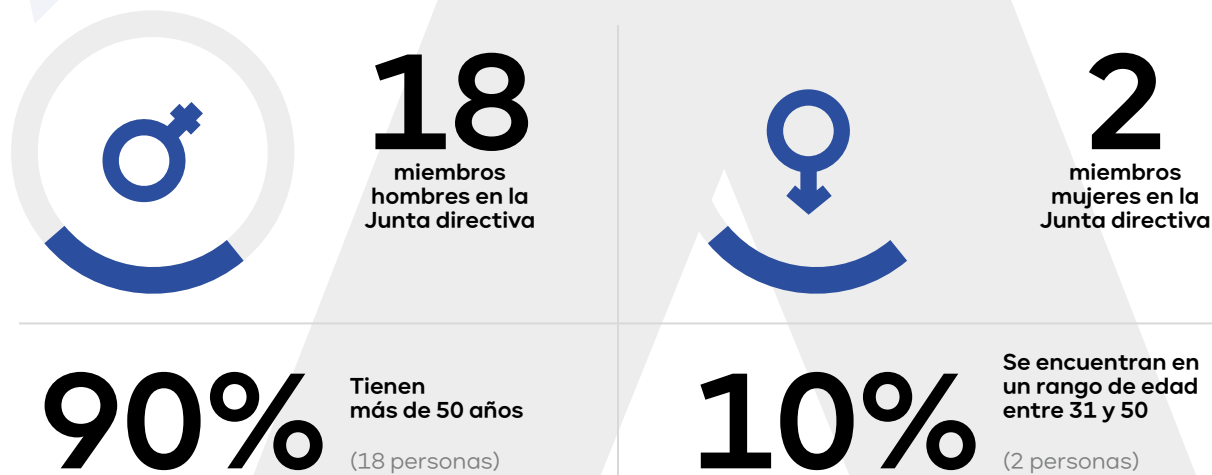 18
miembros
hombres en la
Junta directiva
2
miembros
mujeres en la
Junta directiva
90%
Tienen
más de 50 años
(18 personas)
10%
Se encuentran en
un rango de edad
entre 31 y 50
(2 personas)